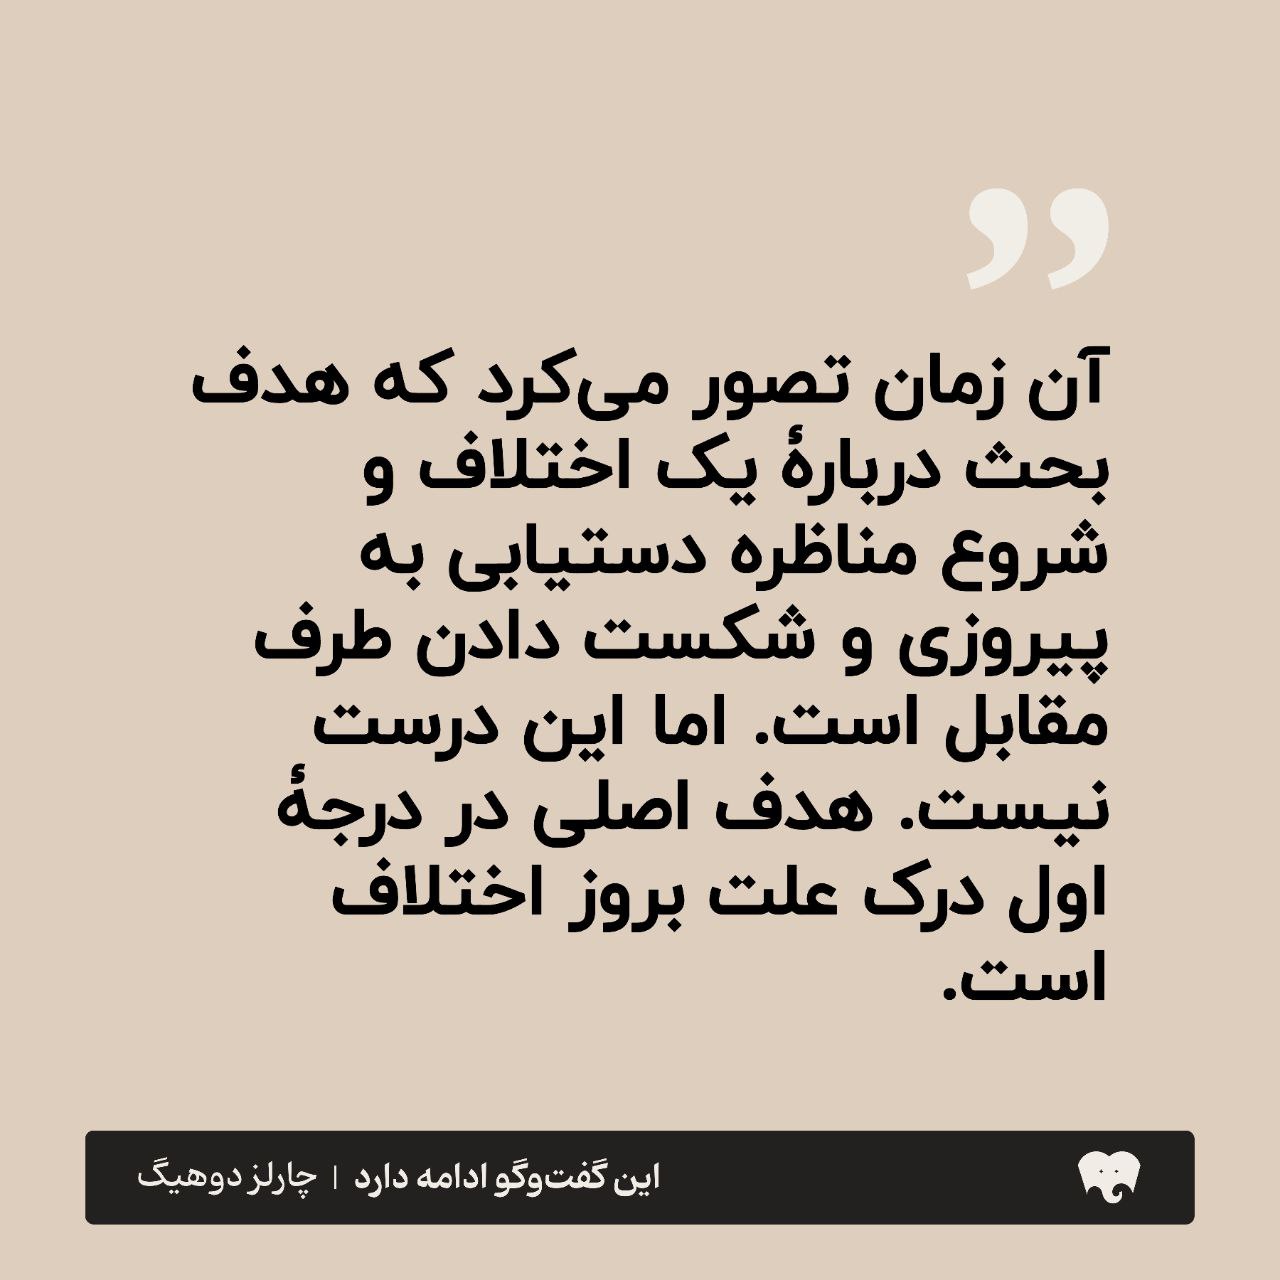 ”
آن زمان تصور می‌کرد که هدف
بحث دربارهٔ یک اختلاف و
شروع مناظره دستیابی به
پیروزی و شکست دادن طرف
مقابل است. اما این درست
نیست. هدف اصلی در درجهٔ
اول درک علت بروز اختلاف
است.
این گفت‌وگو ادامه دارد | چارلز دوهیگ